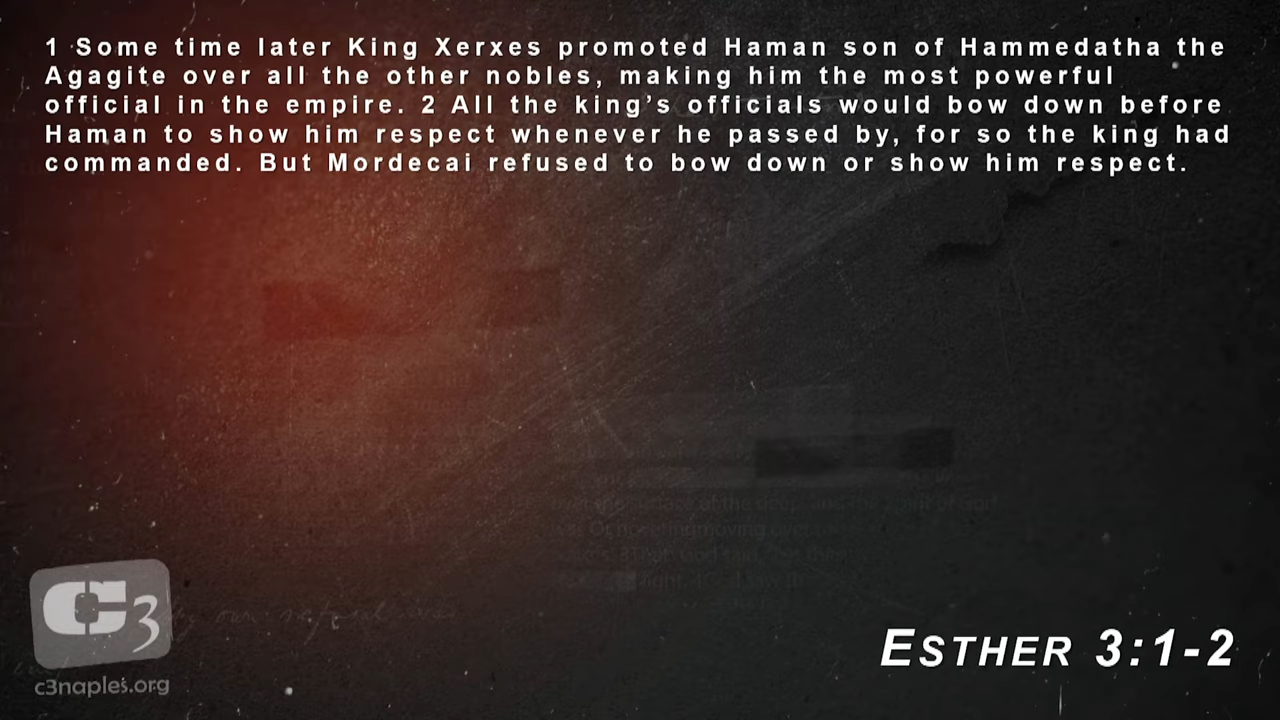 1 Some time later King Xerxes promoted Haman son of Hammedatha the
Agagite over all the other nobles, making him the most powerful
official in the empire. 2 All the king’s officials would bow down before
Haman to show him respect whenever he passed by, for so the king had
commanded. But Mordecai refused to bow down or show him respect.
C3
c3naples.org
ESTHER 3:1-2